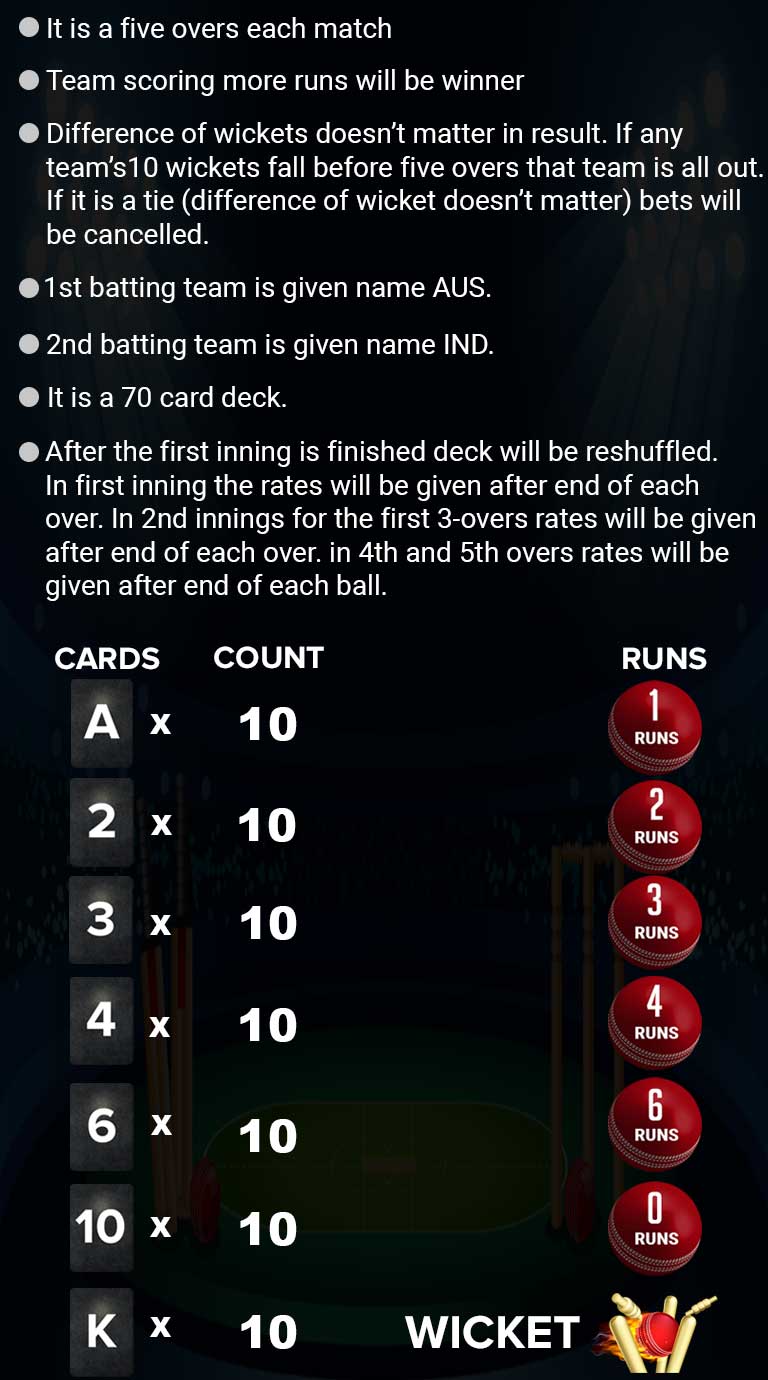 It is a five overs each match
Team scoring more runs will be winner
Difference of wickets doesn’t matter in result. If any
team’s10 wickets fall before five overs that team is all out.
If it is a tie (difference of wicket doesn’t matter) bets will
be cancelled.
1st batting team is given name AUS.
2nd batting team is given name IND.
It is a 70 card deck.
After the first inning is finished deck will be reshuffled.
In first inning the rates will be given after end of each
over. In 2nd innings for the first 3-overs rates will be given
after end of each over. in 4th and 5th overs rates will be
given after end of each ball.
CARDS COUNT RUNS
A x 10 1 RUNS
2 x 10 2 RUNS
3 x 10 3 RUNS
4 x 10 4 RUNS
6 x 10 6 RUNS
10 x 10 0 RUNS
K x 10 WICKET